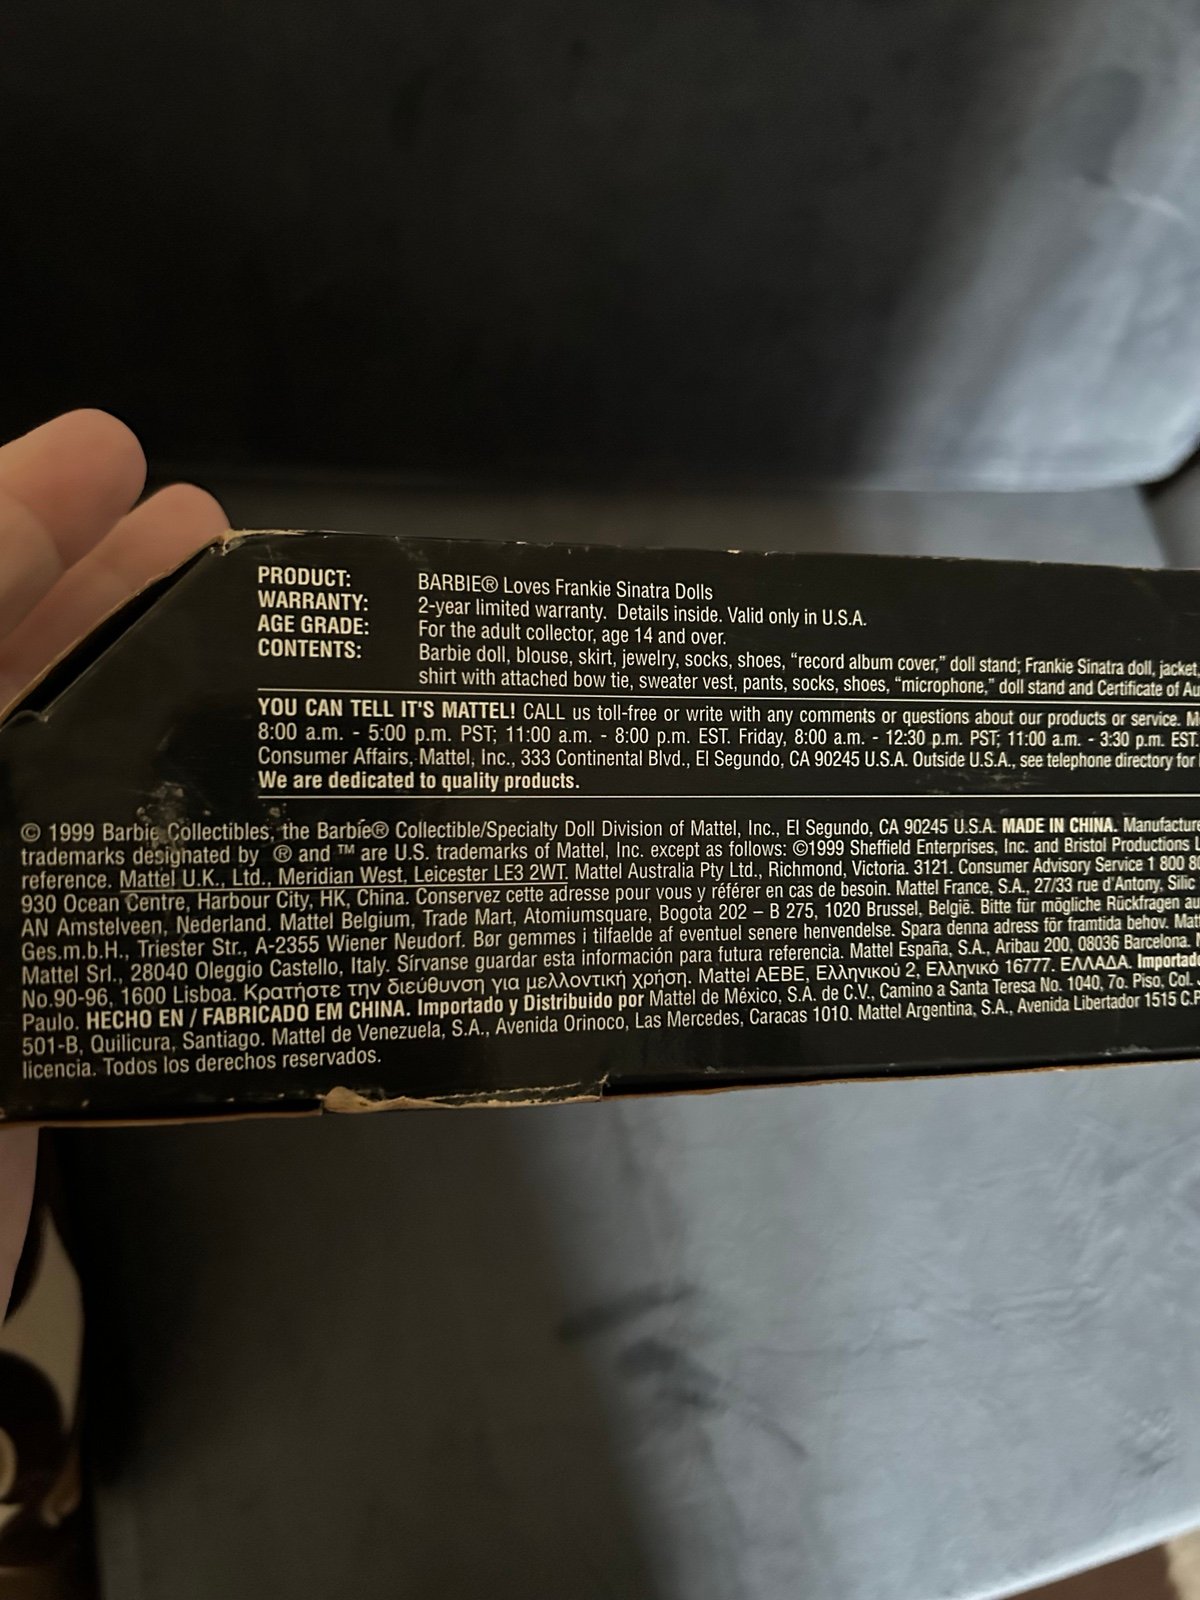 PRODUCT: BARBIE® Loves Frankie Sinatra Dolls
WARRANTY: 2-year limited warranty. Details inside. Valid only in U.S.A.
AGE GRADE: For the adult collector, age 14 and over.
CONTENTS: Barbie doll, blouse, skirt, jewelry, socks, shoes, “record album cover,” doll stand; Frankie Sinatra doll, jacket,
shirt with attached bow tie, sweater vest, pants, socks, shoes, “microphone,” doll stand and Certificate of Au
YOU CAN TELL IT'S MATTEL! CALL us toll-free or write with any comments or questions about our products or service. M
8:00 a.m. - 5:00 p.m. PST; 11:00 a.m. - 8:00 p.m. EST. Friday, 8:00 a.m. - 12:30 p.m. PST; 11:00 a.m. - 3:30 p.m. EST.
Consumer Affairs, Mattel, Inc., 333 Continental Blvd., El Segundo, CA 90245 U.S.A. Outside U.S.A., see telephone directory for
We are dedicated to quality products.
© 1999 Barbie Collectibles, the Barbie® Collectible/Specialty Doll Division of Mattel, Inc., El Segundo, CA 90245 U.S.A. MADE IN CHINA. Manufacture
trademarks designated by ® and ™ are U.S. trademarks of Mattel, Inc. except as follows: ©1999 Sheffield Enterprises, Inc. and Bristol Productions L
reference. Mattel U.K., Ltd., Meridian West, Leicester LE3 2WT. Mattel Australia Pty Ltd., Richmond, Victoria. 3121. Consumer Advisory Service 1 800 8
930 Ocean Centre, Harbour City, HK, China. Conservez cette adresse pour vous y référer en cas de besoin. Mattel France, S.A., 27/33 rue d'Antony, Silic
AN Amstelveen, Nederland. Mattel Belgium, Trade Mart, Atomiumsquare, Bogota 202 – B 275, 1020 Brussel, België. Bitte für mögliche Rückfragen au
Ges.m.b.H., Triester Str., A-2355 Wiener Neudorf. Bør gemmes i tilfaelde af eventuel senere henvendelse. Spara denna adress för framtida behov. Mat
Mattel Srl., 28040 Oleggio Castello, Italy. Sírvanse guardar esta información para futura referencia. Mattel España, S.A., Aribau 200, 08036 Barcelona.
No.90-96, 1600 Lisboa. Κρατήστε την διεύθυνση για μελλοντική χρήση. Mattel AEBE, Ελληνικού 2, Ελληνικό 16777. ΕΛΛΑΔΑ. Importado
Paulo. HECHO EN / FABRICADO EM CHINA. Importado y Distribuido por Mattel de México, S.A. de C.V., Camino a Santa Teresa No. 1040, 7o. Piso, Col.
501-B, Quilicura, Santiago. Mattel de Venezuela, S.A., Avenida Orinoco, Las Mercedes, Caracas 1010. Mattel Argentina, S.A., Avenida Libertador 1515 C.P
licencia. Todos los derechos reservados.